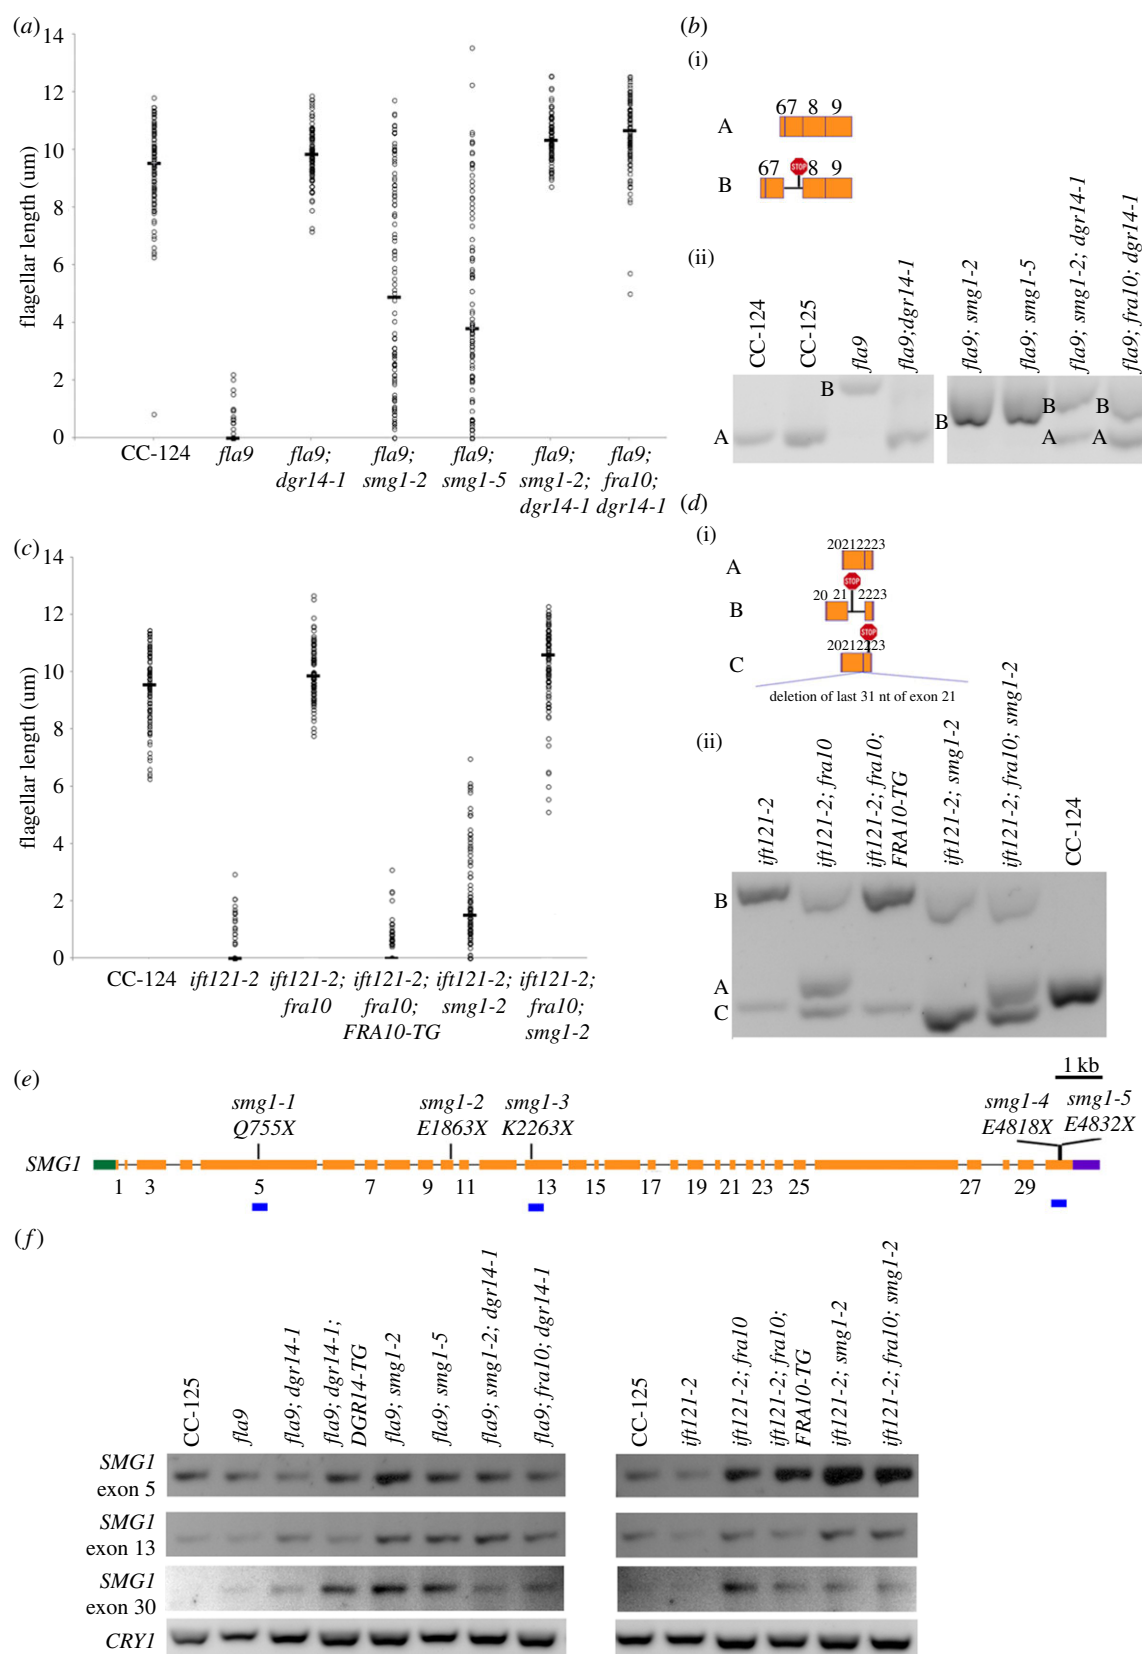 (a)
flagellar length (um)
14
12
10
8
6
4
2
0
CC-124
fla9
fla9;
dgr14-1
fla9;
smg1-2
fla9;
smg1-5
fla9;
smg1-2;
dgr14-1
fla9;
fra10;
dgr14-1
(b)
(i)
67 8 9
A
STOP
67 8 9
B
(ii)
CC-124
CC-125
fla9
fla9;dgr14-1
fla9; smg1-2
fla9; smg1-5
fla9; smg1-2; dgr14-1
fla9; fra10; dgr14-1
B
A
B
B
A
B
A
(c)
flagellar length (um)
14
12
10
8
6
4
2
0
CC-124
ift121-2
ift121-2;
fra10
ift121-2;
fra10;
FRA10-TG
ift121-2;
smg1-2
ift121-2;
fra10;
smg1-2
(d)
(i)
20212223
A
STOP
20 21 2223
B
STOP
20212223
C
deletion of last 31 nt of exon 21
(ii)
ift121-2
ift121-2; fra10
ift121-2; fra10;
FRA10-TG
ift121-2; smg1-2
ift121-2; fra10; smg1-2
CC-124
B
A
C
(e)
1 kb
smg1-1
Q755X
smg1-2
E1863X
smg1-3
K2263X
smg1-4
E4818X
smg1-5
E4832X
SMG1
1 3 5 7 9 11 13 15 17 19 21 23 25 27 29
(f)
CC-125
fla9
fla9; dgr14-1
fla9; dgr14-1;
DGR14-TG
fla9; smg1-2
fla9; smg1-5
fla9; smg1-2; dgr14-1
fla9; fra10; dgr14-1
CC-125
ift121-2
ift121-2; fra10
ift121-2; fra10;
FRA10-TG
ift121-2; smg1-2
ift121-2; fra10; smg1-2
SMG1
exon 5
SMG1
exon 13
SMG1
exon 30
CRY1